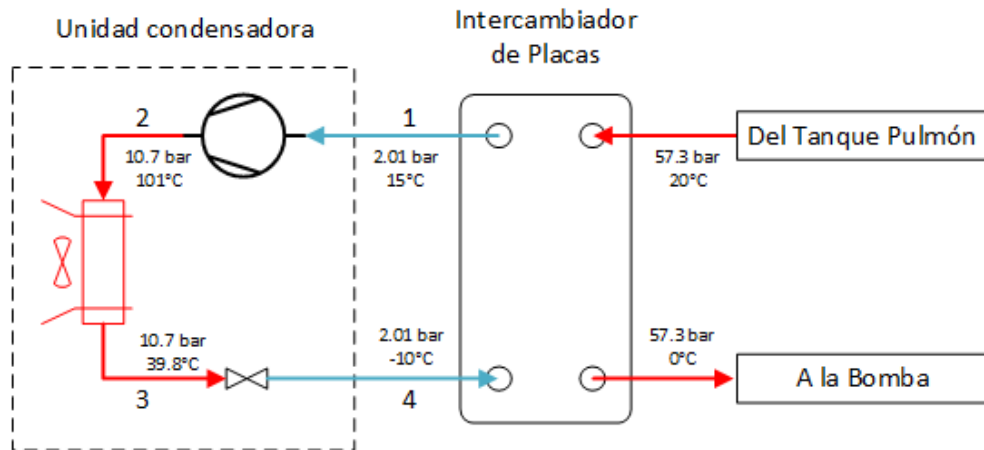 Unidad condensadora
Intercambiador
de Placas
2
1
10.7 bar
101°C
2.01 bar
15°C
57.3 bar
20°C
Del Tanque Pulmón
10.7 bar
39.8°C
3
2.01 bar
-10°C
4
57.3 bar
0°C
A la Bomba